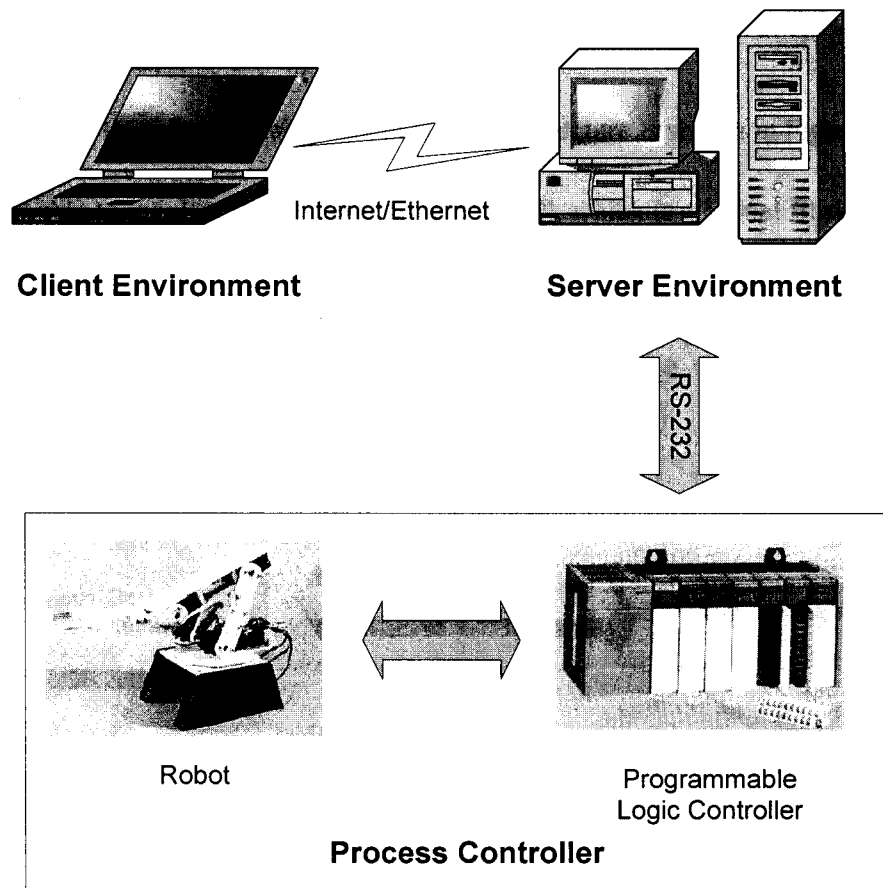 Internet/Ethernet
Client Environment
Server Environment
RS-232
Robot
Programmable
Logic Controller
Process Controller